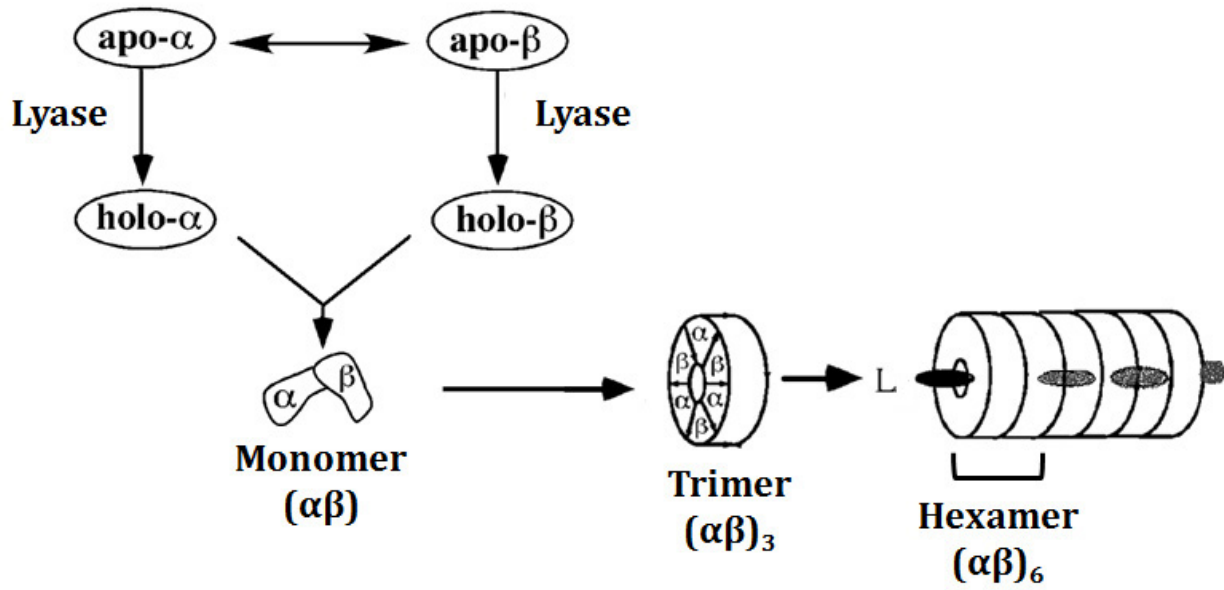 apo-α
apo-β
Lyase
Lyase
holo-α
holo-β
α
β
α
β
β
α
α
β
L
Monomer
(αβ)
Trimer
(αβ)₃
Hexamer
(αβ)₆